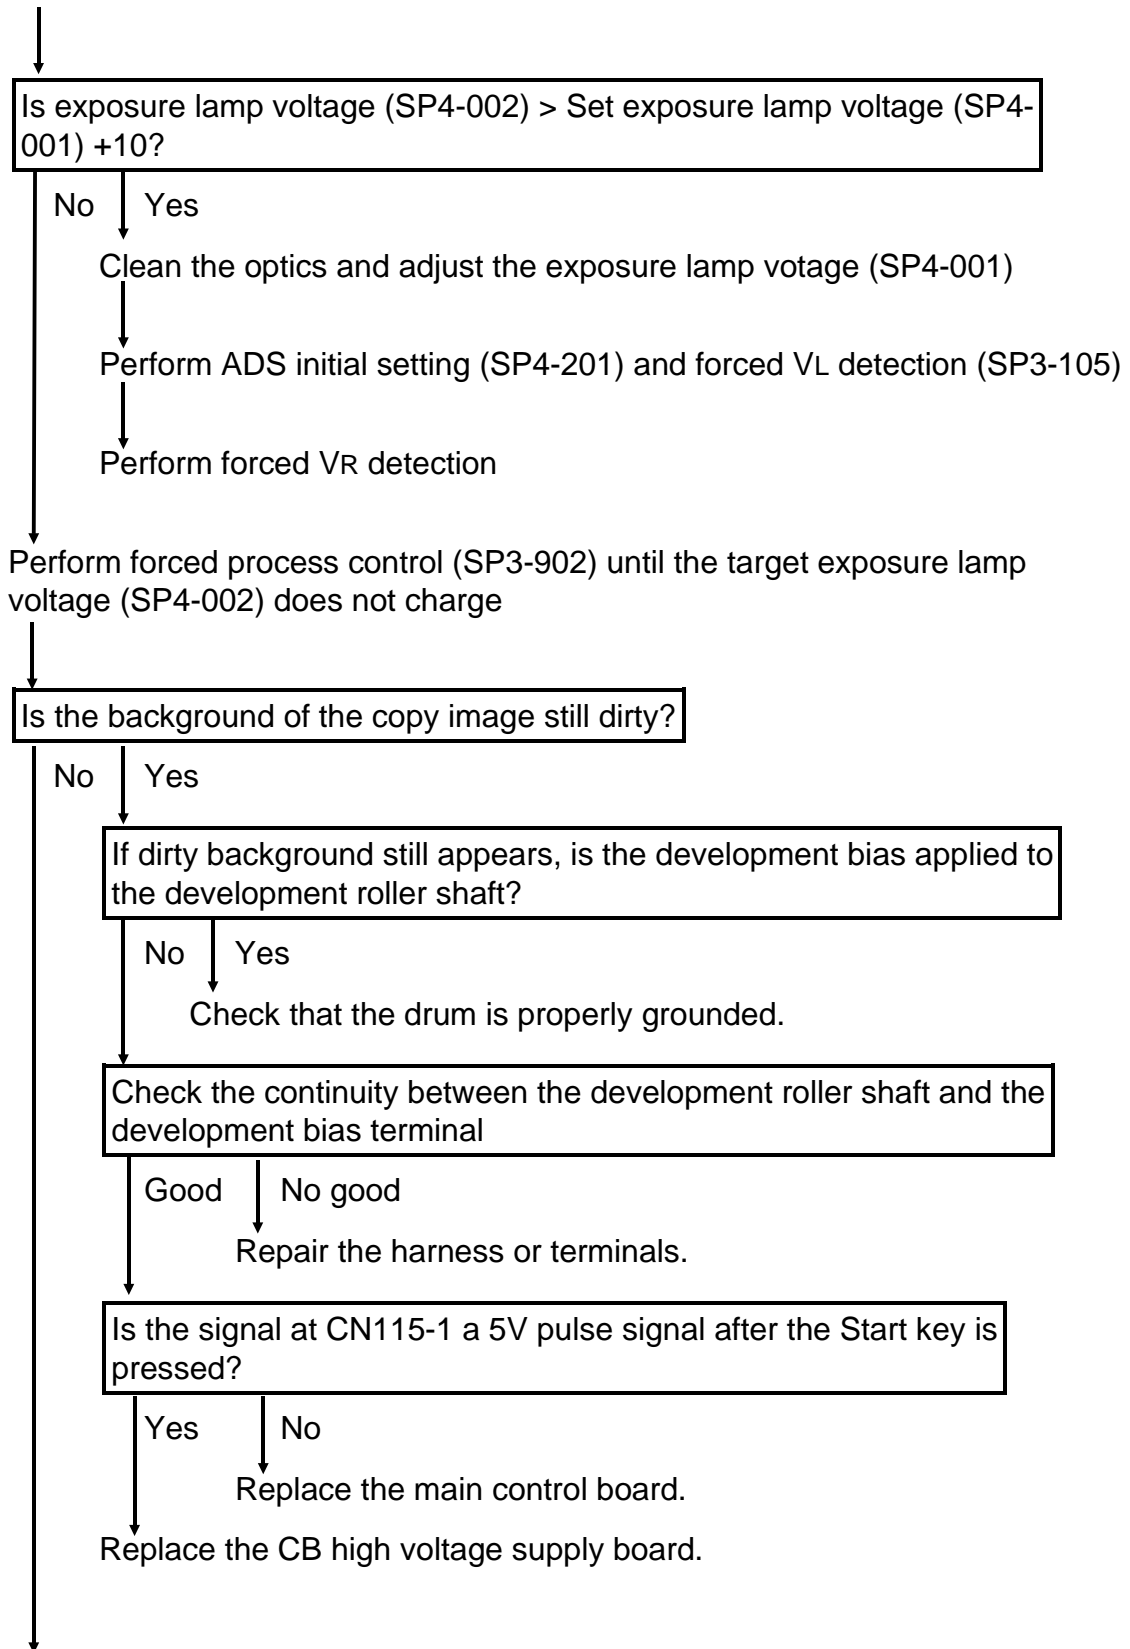 Is exposure lamp voltage (SP4-002) > Set exposure lamp voltage (SP4-
001) +10?
No Yes
Clean the optics and adjust the exposure lamp votage (SP4-001)
Perform ADS initial setting (SP4-201) and forced VL detection (SP3-105)
Perform forced VR detection
Perform forced process control (SP3-902) until the target exposure lamp
voltage (SP4-002) does not charge
Is the background of the copy image still dirty?
No Yes
If dirty background still appears, is the development bias applied to
the development roller shaft?
No Yes
Check that the drum is properly grounded.
Check the continuity between the development roller shaft and the
development bias terminal
Good No good
Repair the harness or terminals.
Is the signal at CN115-1 a 5V pulse signal after the Start key is
pressed?
Yes No
Replace the main control board.
Replace the CB high voltage supply board.